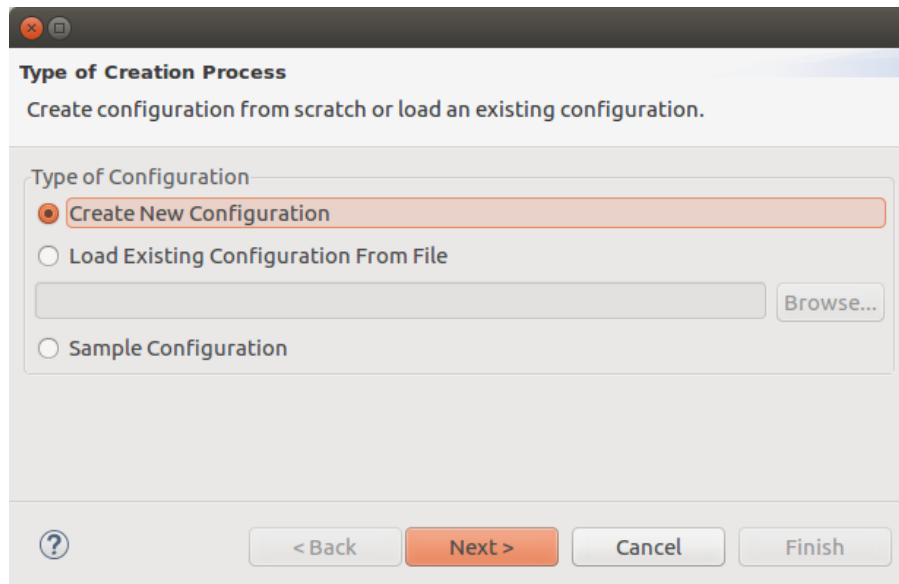 Type of Creation Process
Create configuration from scratch or load an existing configuration.
Type of Configuration
Create New Configuration
Load Existing Configuration From File
Browse...
Sample Configuration
?
< Back
Next >
Cancel
Finish